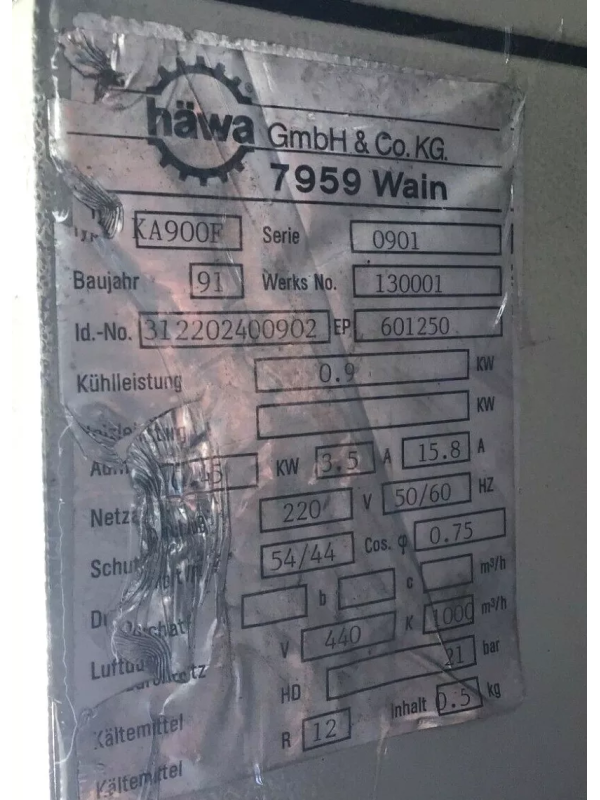 häwa GmbH & Co. KG.
7959 Wain
KA900F Serie 0901
Baujahr 91 Werks No. 130001
Id.-No. 312202400902 EP 601250
Kühlleistung 0.9 KW
KW
KW 3.5 A 15.8 A
220 V 50/60 HZ
54/44 Cos. φ 0.75
b c m³/h
V 440 K 1000 m³/h
HD 21 bar
Kältemittel R 12 Inhalt 0.5 kg
Kältemittel